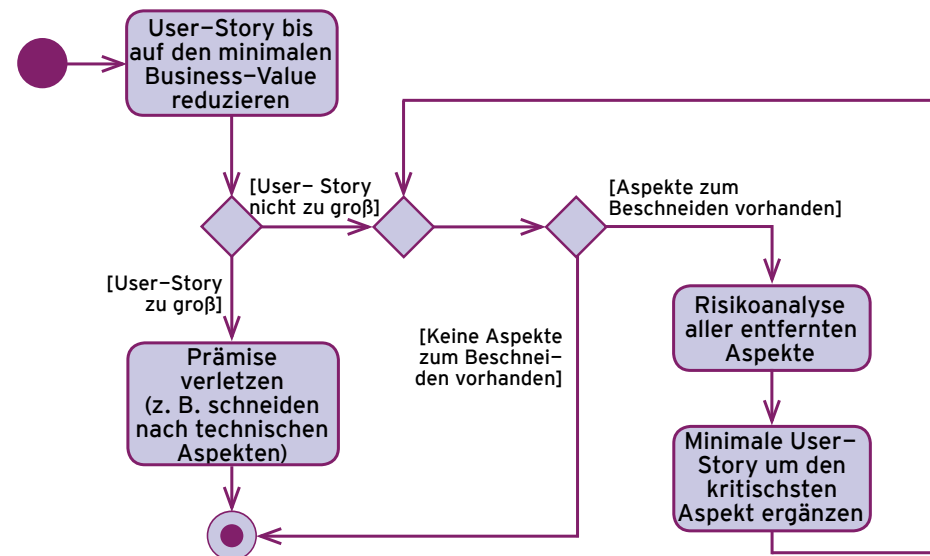 User-Story bis
auf den minimalen
Business-Value
reduzieren
[User- Story
nicht zu groß]
[Aspekte zum
Beschneiden vorhanden]
[User-Story
zu groß]
[Keine Aspekte
zum Beschnei-
den vorhanden]
Risikoanalyse
aller entfernten
Aspekte
Prämise
verletzen
(z. B. schneiden
nach technischen
Aspekten)
Minimale User-
Story um den
kritischsten
Aspekt ergänzen